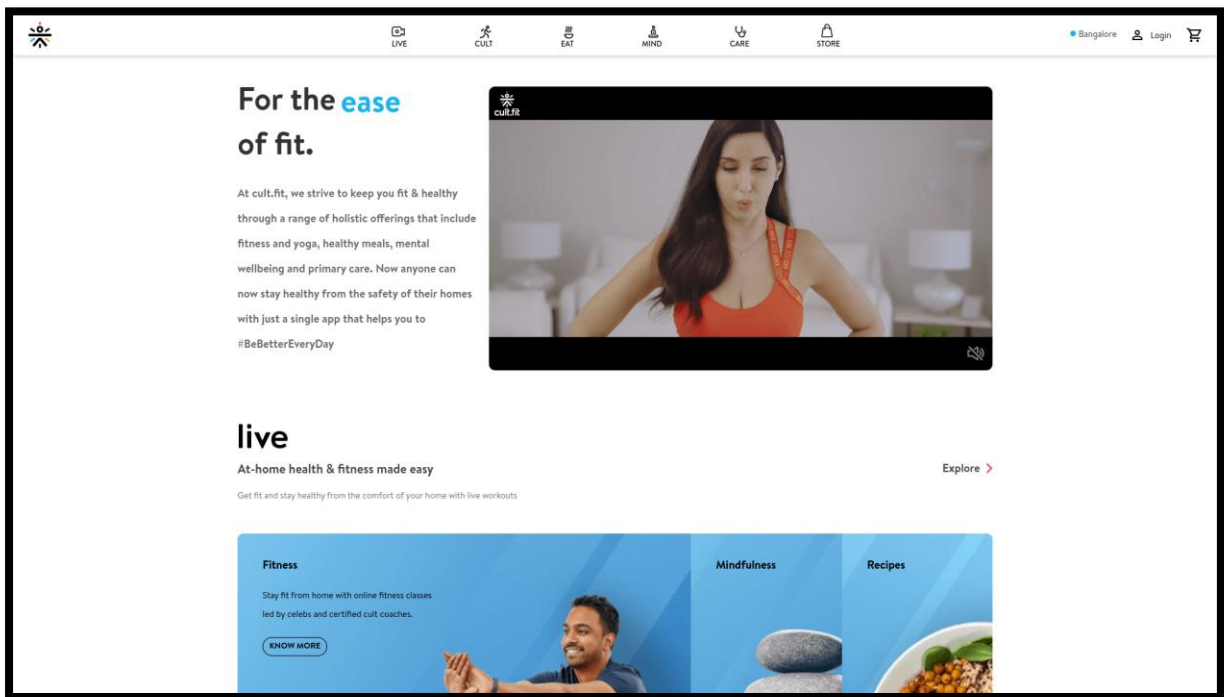 LIVE
CULT
EAT
MIND
CARE
STORE
Bangalore
Login
For the ease
of fit.
At cult.fit, we strive to keep you fit & healthy
through a range of holistic offerings that include
fitness and yoga, healthy meals, mental
wellbeing and primary care. Now anyone can
now stay healthy from the safety of their homes
with just a single app that helps you to
#BeBetterEveryDay
cult.fit
live
At-home health & fitness made easy
Explore
Get fit and stay healthy from the comfort of your home with live workouts
Fitness
Stay fit from home with online fitness classes
led by celebs and certified cult coaches.
KNOW MORE
Mindfulness
Recipes